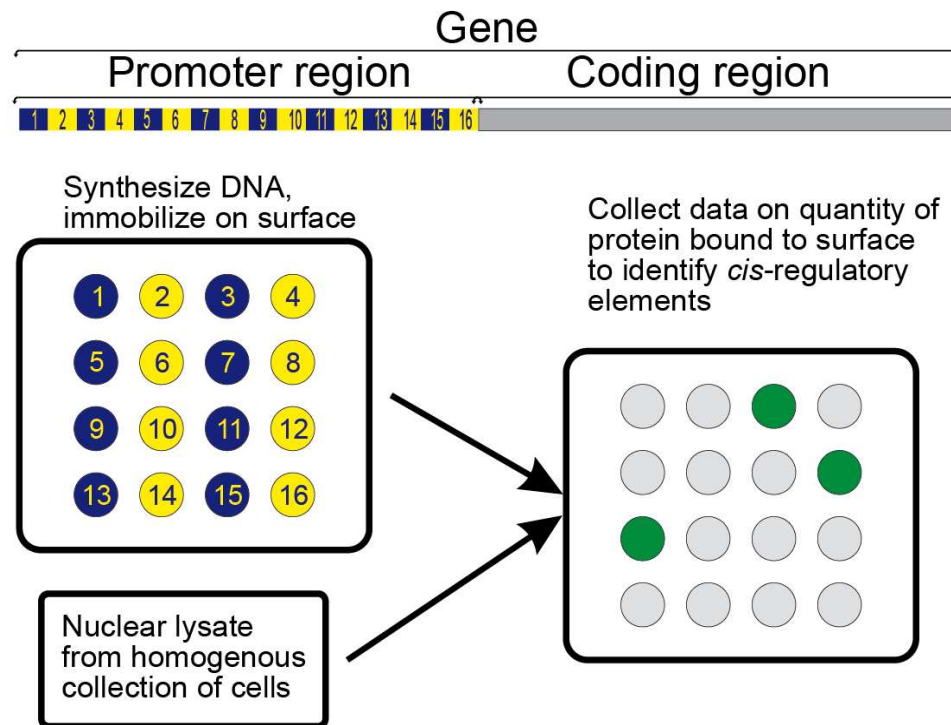 Gene
Promoter region Coding region
1 2 3 4 5 6 7 8 9 10 11 12 13 14 15 16
Synthesize DNA,
immobilize on surface
1 2 3 4
5 6 7 8
9 10 11 12
13 14 15 16
Collect data on quantity of
protein bound to surface
to identify cis-regulatory
elements
Nuclear lysate
from homogenous
collection of cells